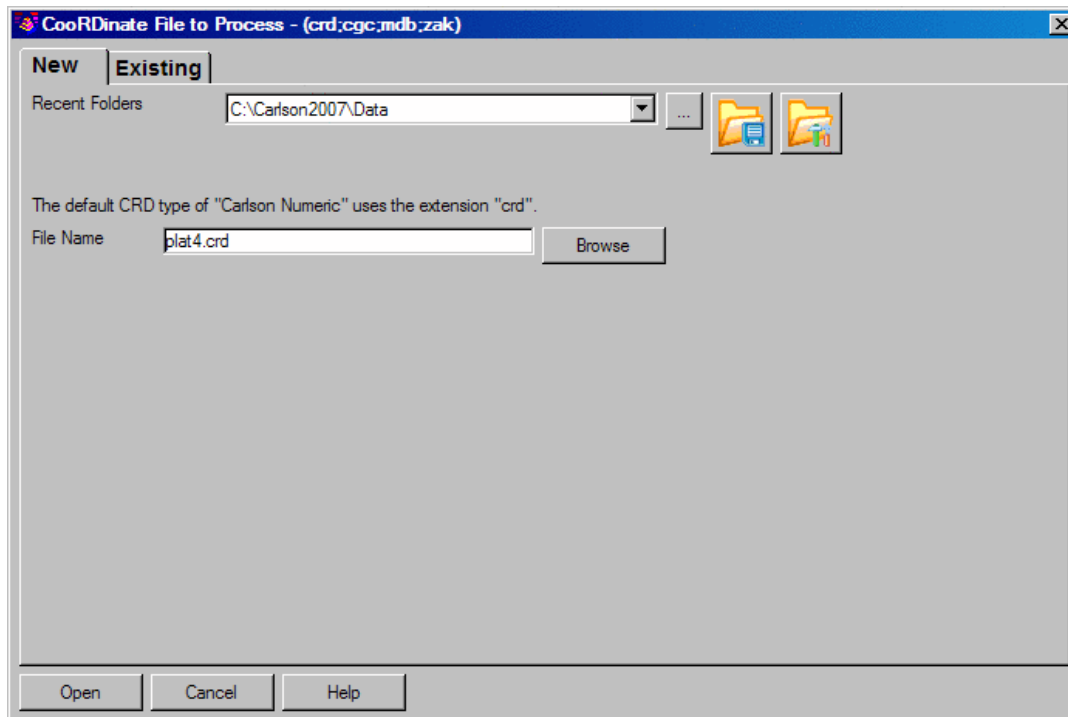 CooRDinate File to Process - (crd;cgc;mdb;zak)
New Existing
Recent Folders C:\Carlson2007\Data ...
The default CRD type of "Carlson Numeric" uses the extension "crd".
File Name plat4.crd Browse
Open Cancel Help